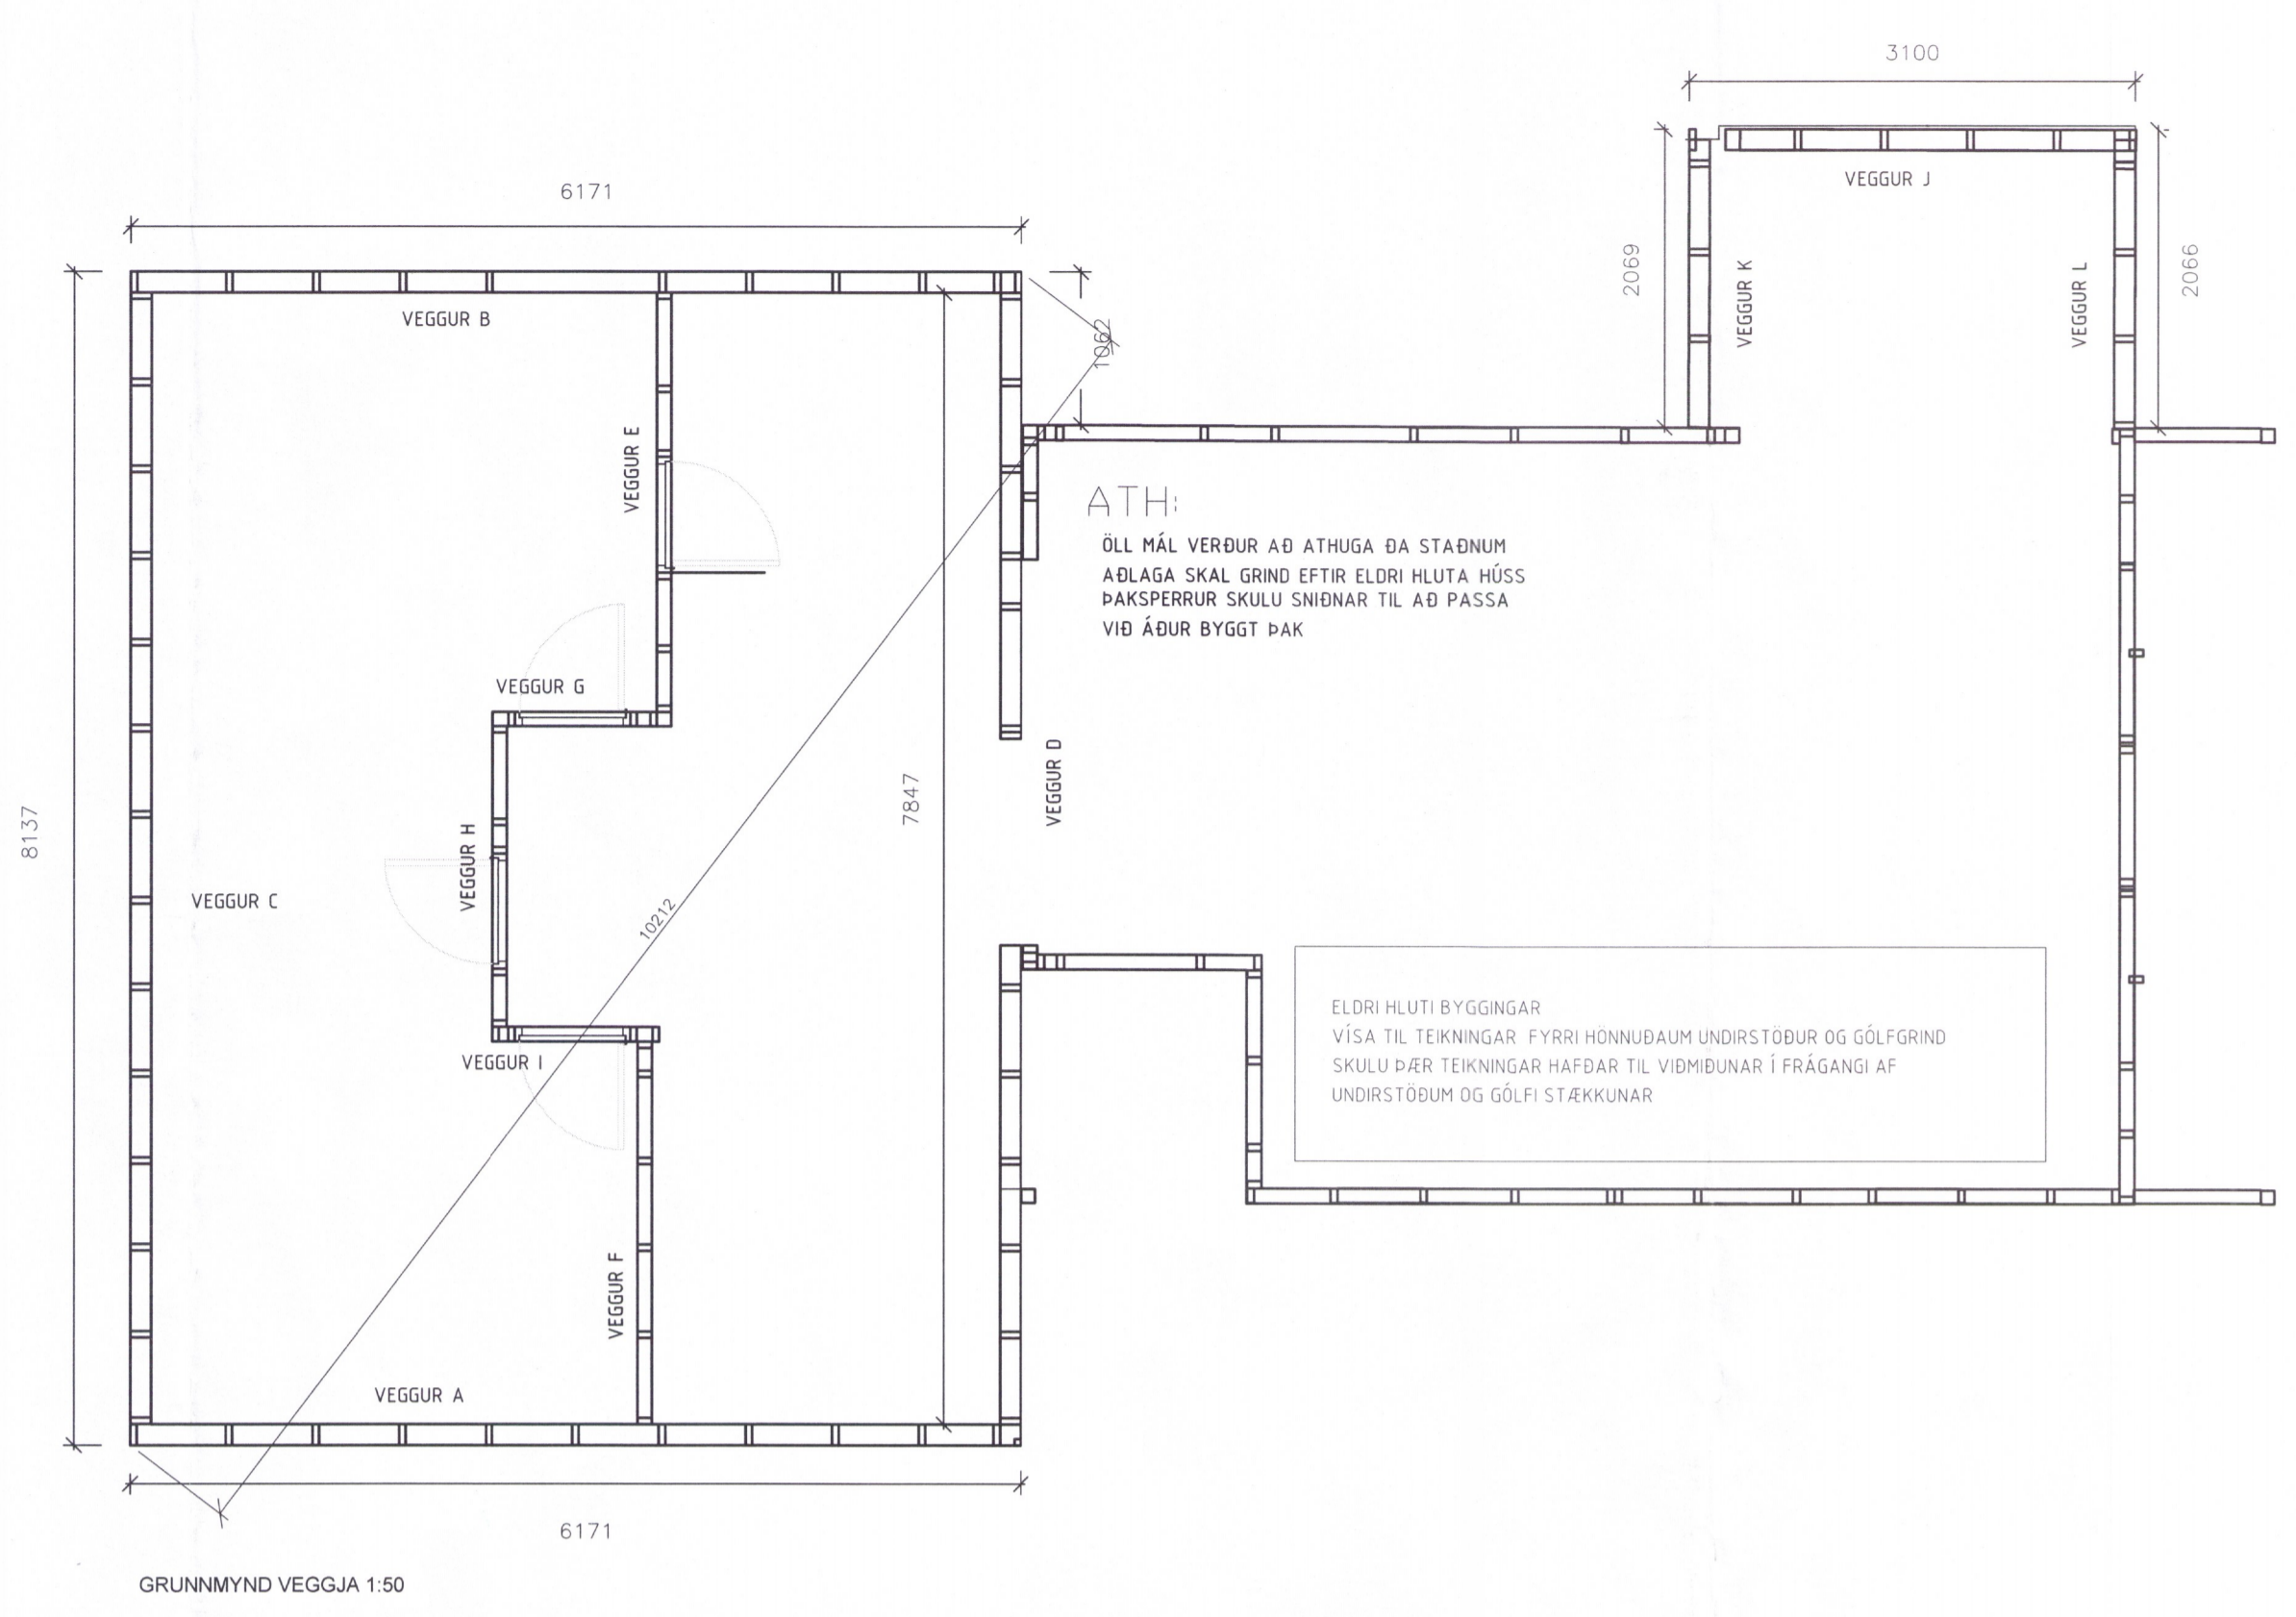 3100
6171
VEGGUR J
2069
VEGGUR K
VEGGUR L
2066
VEGGUR B
1062
VEGGUR E
ATH:
ÖLL MÁL VERÐUR AÐ ATHUGA ÐA STAÐNUM
AÐLAGA SKAL GRIND EFTIR ELDRI HLUTA HÚSS
ÞAKSPERRUR SKULU SNIÐNAR TIL AÐ PASSA
VIÐ ÁÐUR BYGGT ÞAK
VEGGUR G
7847
VEGGUR D
8137
VEGGUR H
VEGGUR C
10212
ELDRI HLUTI BYGGINGAR
VÍSA TIL TEIKNINGAR FYRRI HÖNNUÐAUM UNDIRSTÖÐUR OG GÓLFGRIND
SKULU ÞÆR TEIKNINGAR HAFÐAR TIL VIÐMIÐUNAR Í FRÁGANGI AF
UNDIRSTÖÐUM OG GÓLFI STÆKKUNAR
VEGGUR I
VEGGUR F
VEGGUR A
6171
GRUNNMYND VEGGJA 1:50